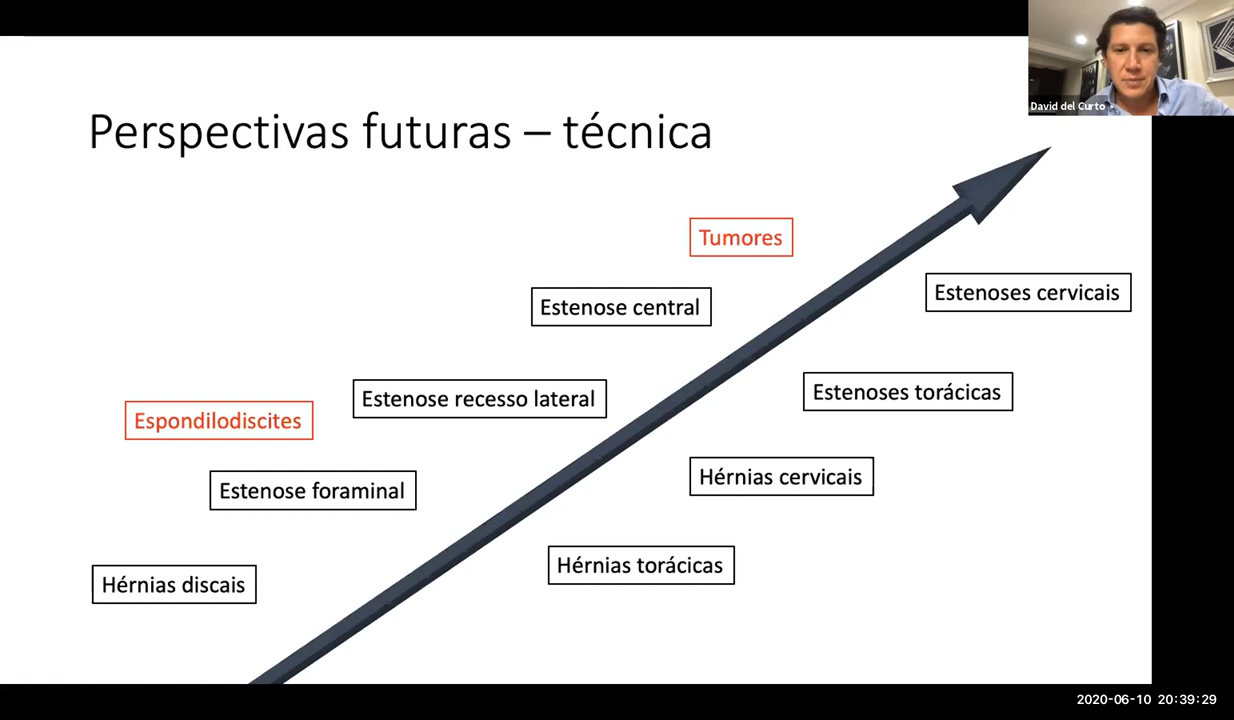 David del Curto
Perspectivas futuras – técnica
Tumores
Estenoses cervicais
Estenose central
Estenose recesso lateral
Estenoses torácicas
Espondilodiscites
Hérnias cervicais
Estenose foraminal
Hérnias torácicas
Hérnias discais
2020-06-10 20:39:29